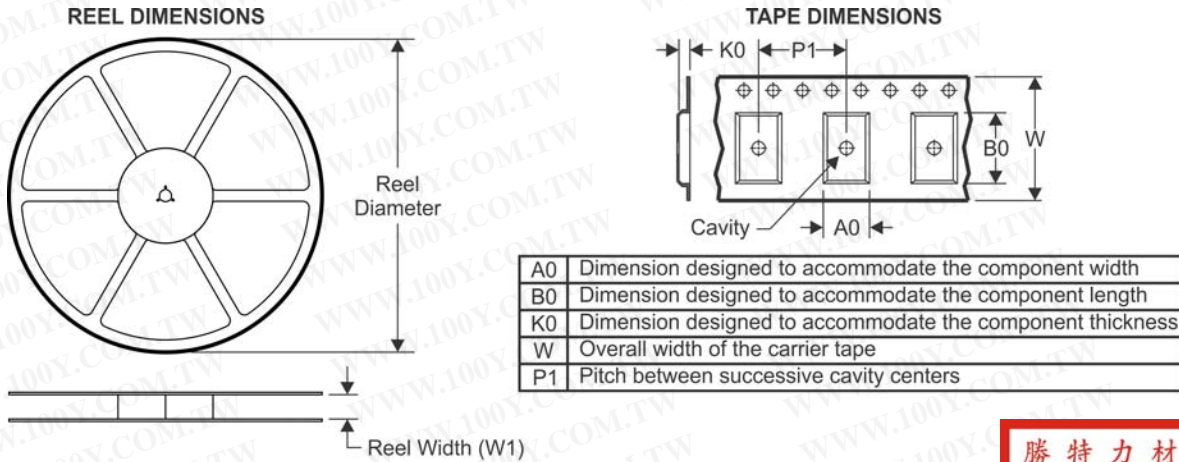 REEL DIMENSIONS
Reel
Diameter
Reel Width (W1)
TAPE DIMENSIONS
K0
P1
W
B0
Cavity
A0
A0 Dimension designed to accommodate the component width
B0 Dimension designed to accommodate the component length
K0 Dimension designed to accommodate the component thickness
W Overall width of the carrier tape
P1 Pitch between successive cavity centers
勝特力材
WWW.100Y.COM.TW